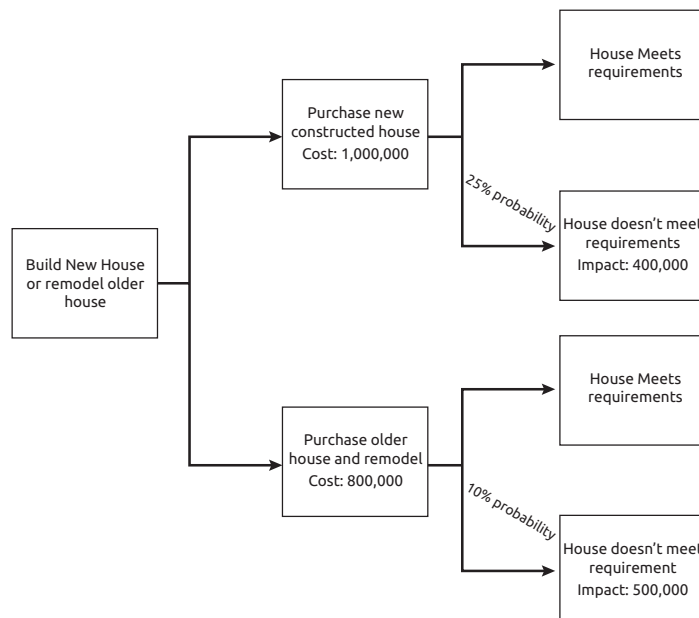 House Meets
requirements
Purchase new
constructed house
Cost: 1,000,000
25% probability
House doesn't meet
requirements
Impact: 400,000
Build New House
or remodel older
house
House Meets
requirements
Purchase older
house and remodel
Cost: 800,000
10% probability
House doesn't meet
requirement
Impact: 500,000